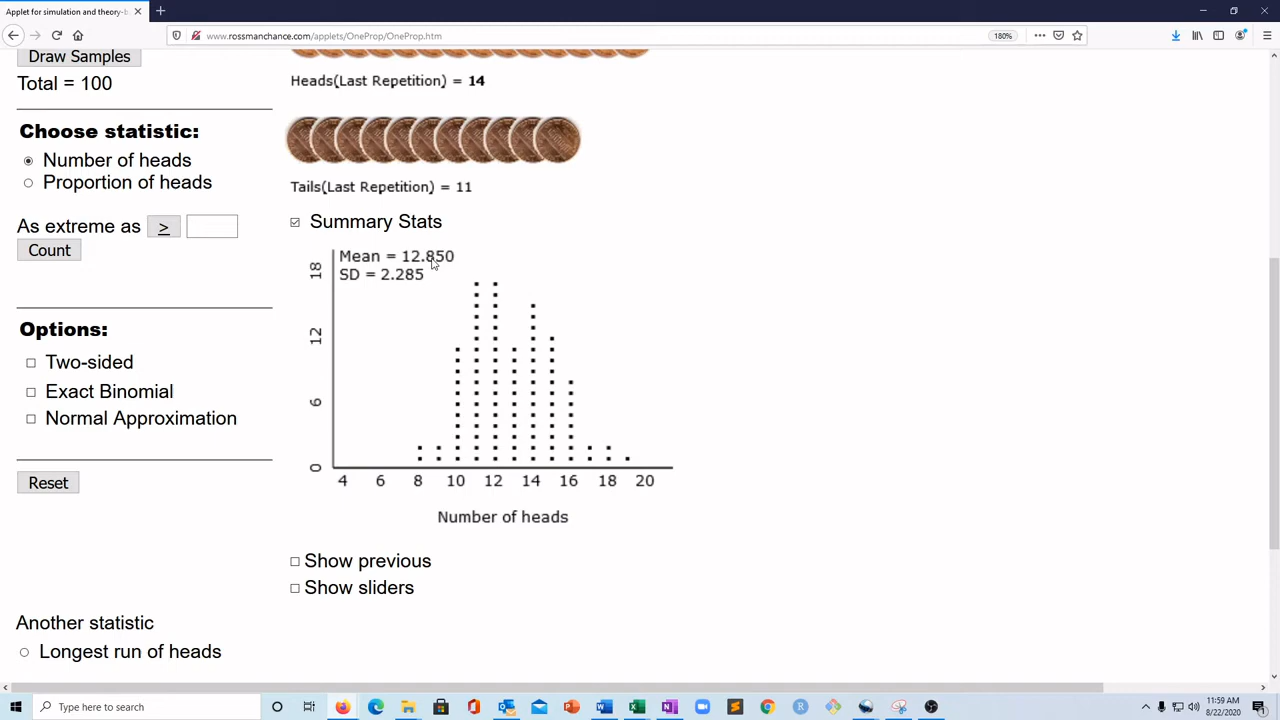 Applet for simulation and theory-b
www.rossmanchance.com/applets/OneProp/OneProp.htm
180%
Draw Samples
Total = 100
Heads(Last Repetition) = 14
Choose statistic:
Number of heads
Proportion of heads
Tails(Last Repetition) = 11
As extreme as ≥
Count
Summary Stats
Mean = 12.850
SD = 2.285
18
12
6
0
4 6 8 10 12 14 16 18 20
Number of heads
Options:
Two-sided
Exact Binomial
Normal Approximation
Reset
Show previous
Show sliders
Another statistic
Longest run of heads
Type here to search
11:59 AM
8/22/2020